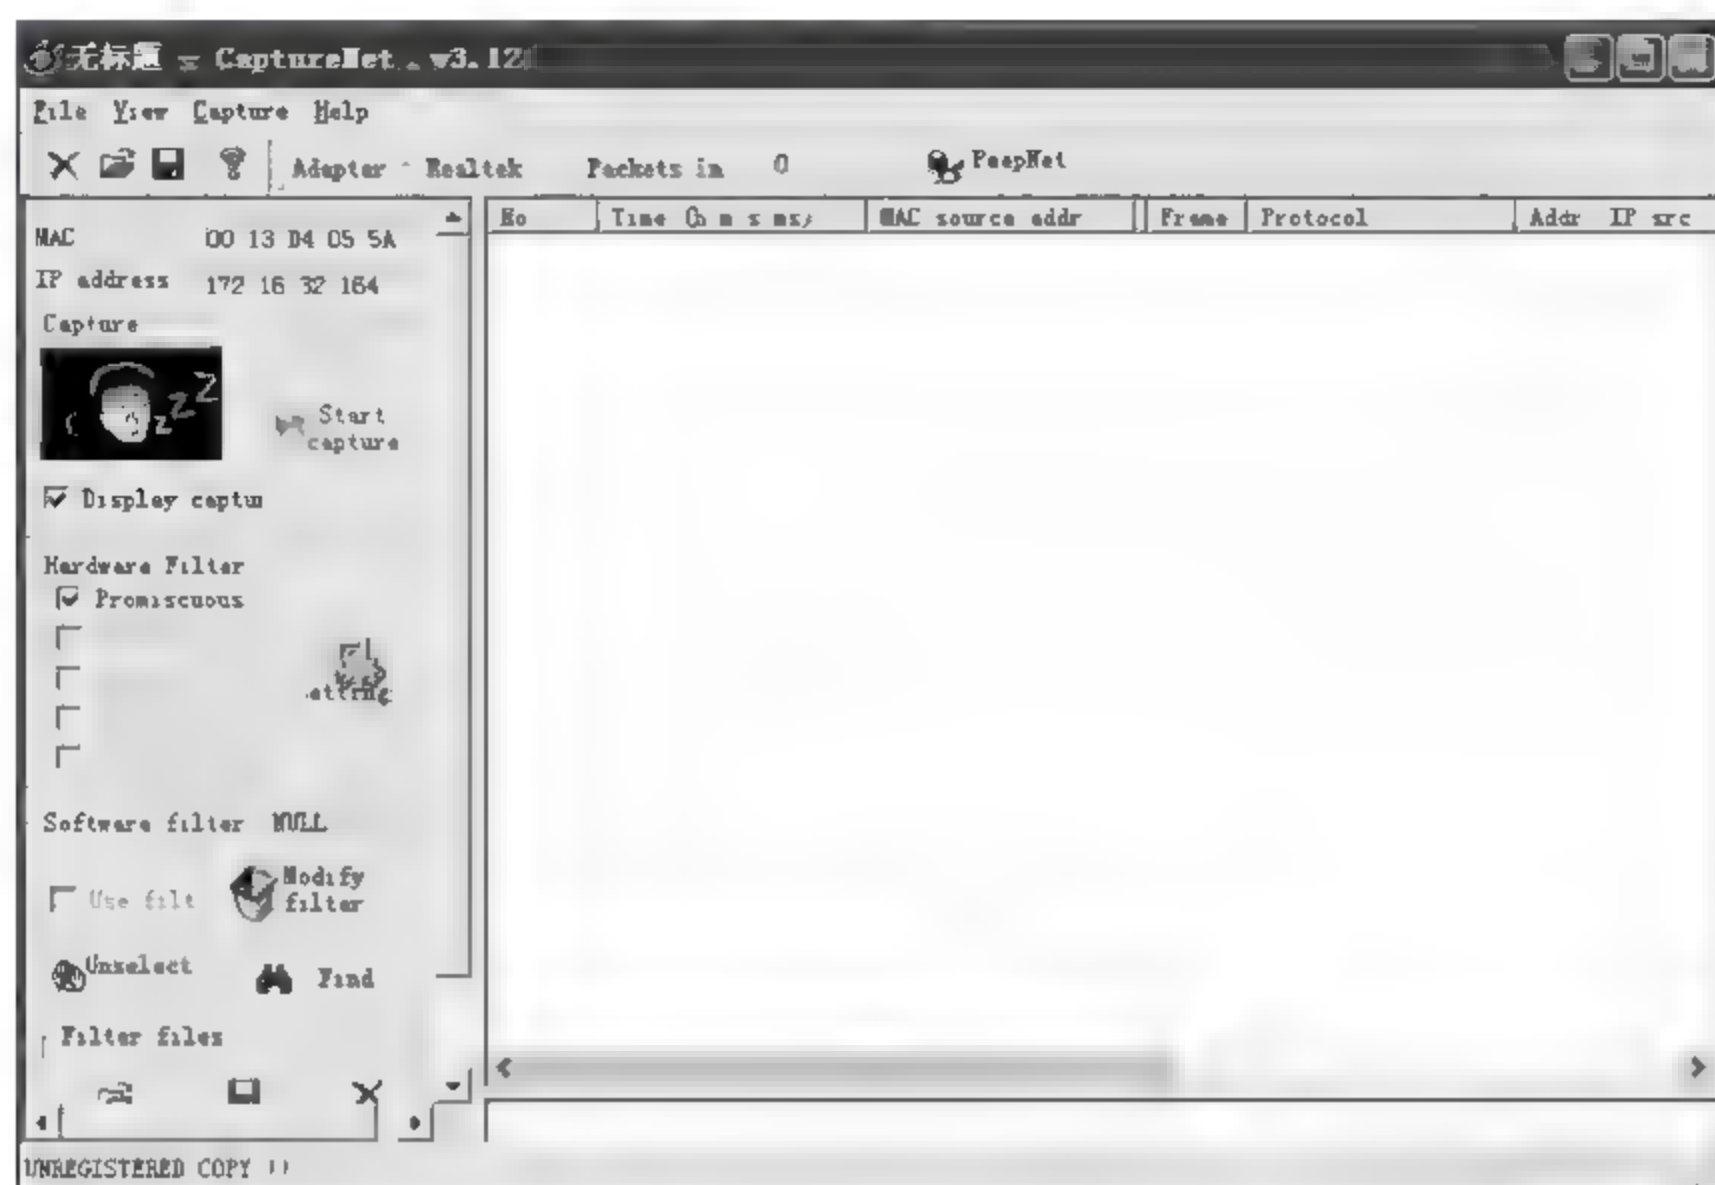 无标题 - CaptureNet . v3.12
File View Capture Help
Adapter - Realtek Packets in 0 PeepNet
MAC 00 13 D4 05 5A
IP address 172 16 32 164
Capture
Start
capture
Display captu
Hardware Filter
Promiscuous
Software filter NULL
Use filt
Modify
filter
Unselect
Find
Filter files
No Time (h m s ms) MAC source addr Frame Protocol Addr IP src
UNREGISTERED COPY !!